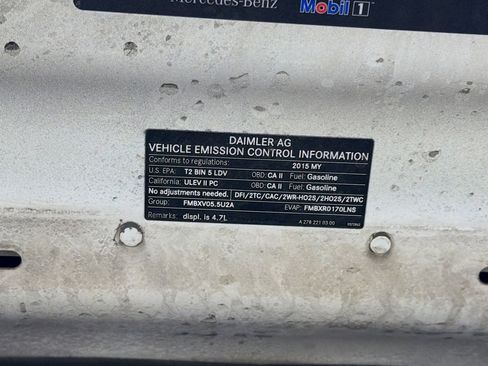 Mercedes-Benz Mobil 1
DAIMLER AG
VEHICLE EMISSION CONTROL INFORMATION
Conforms to regulations: 2015 MY
U.S. EPA: T2 BIN 5 LDV OBD: CA II Fuel: Gasoline
California: ULEV II PC OBD: CA II Fuel: Gasoline
No adjustments needed. DFI/2TC/CAC/2WR-HO2S/2HO2S/2TWC
Group: FMBXV05.5U2A EVAP: FMBXR0170LNS
Remarks: displ. is 4.7L A 278 221 03 00